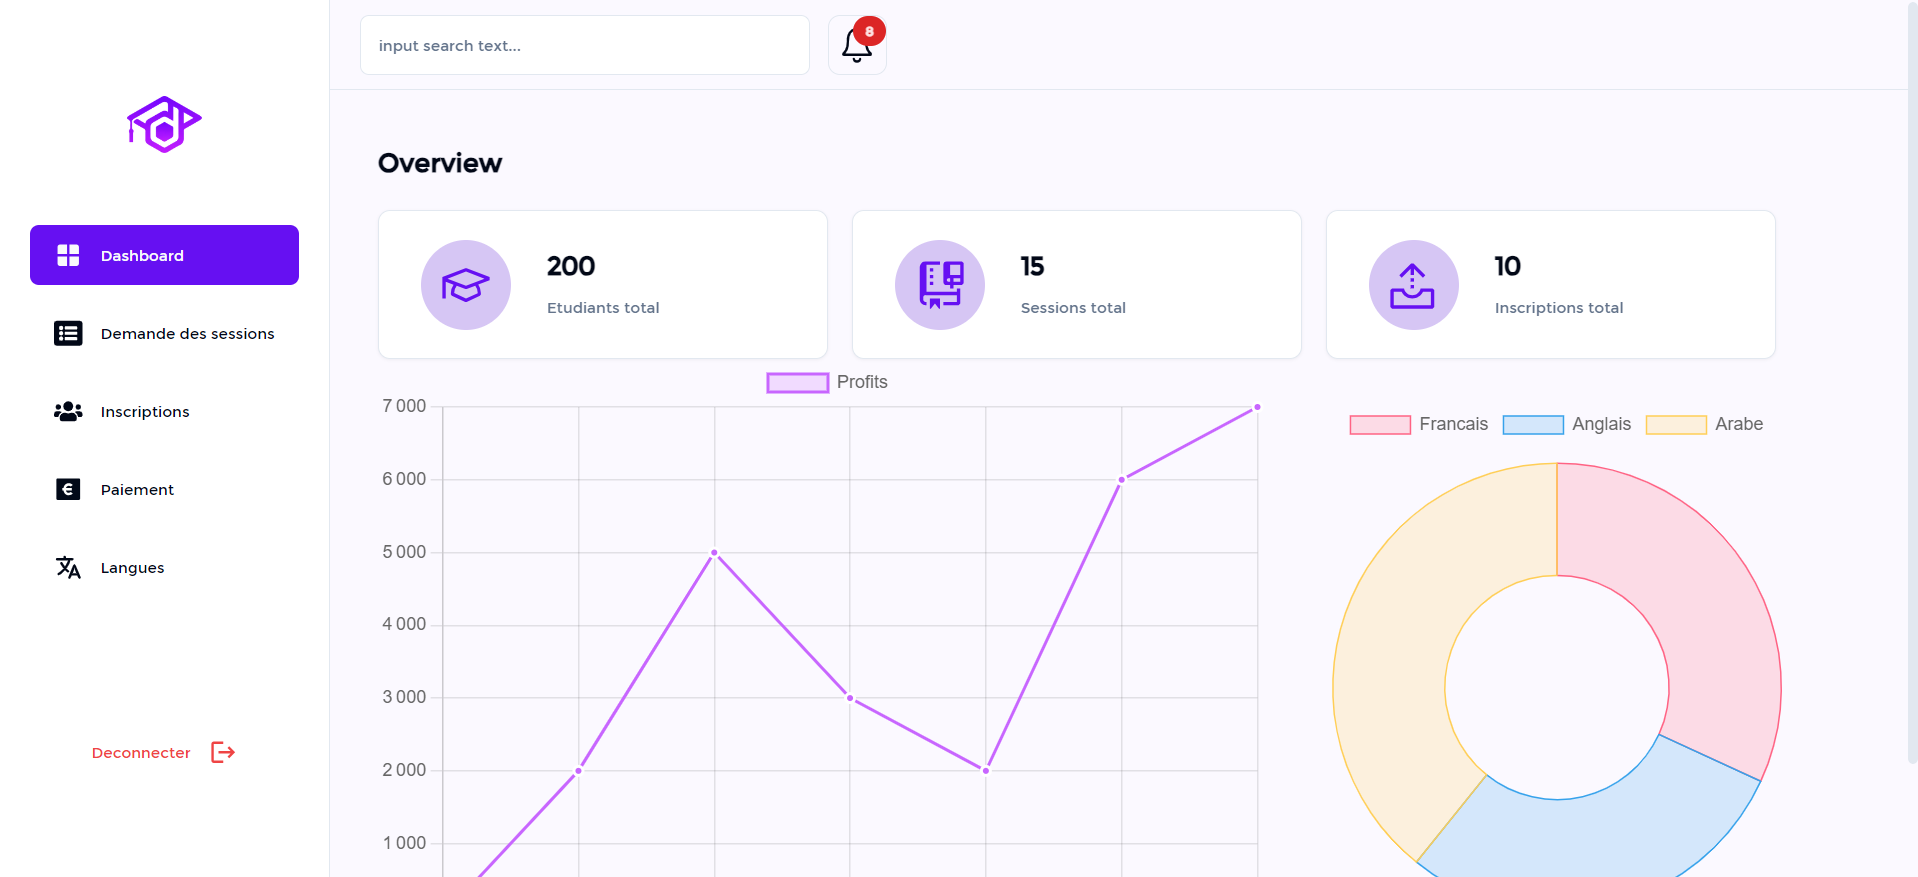 input search text...
8
Dashboard
Demande des sessions
Inscriptions
Paiement
Langues
Deconnecter
Overview
200
Etudiants total
15
Sessions total
10
Inscriptions total
Profits
7 000
6 000
5 000
4 000
3 000
2 000
1 000
Francais Anglais Arabe